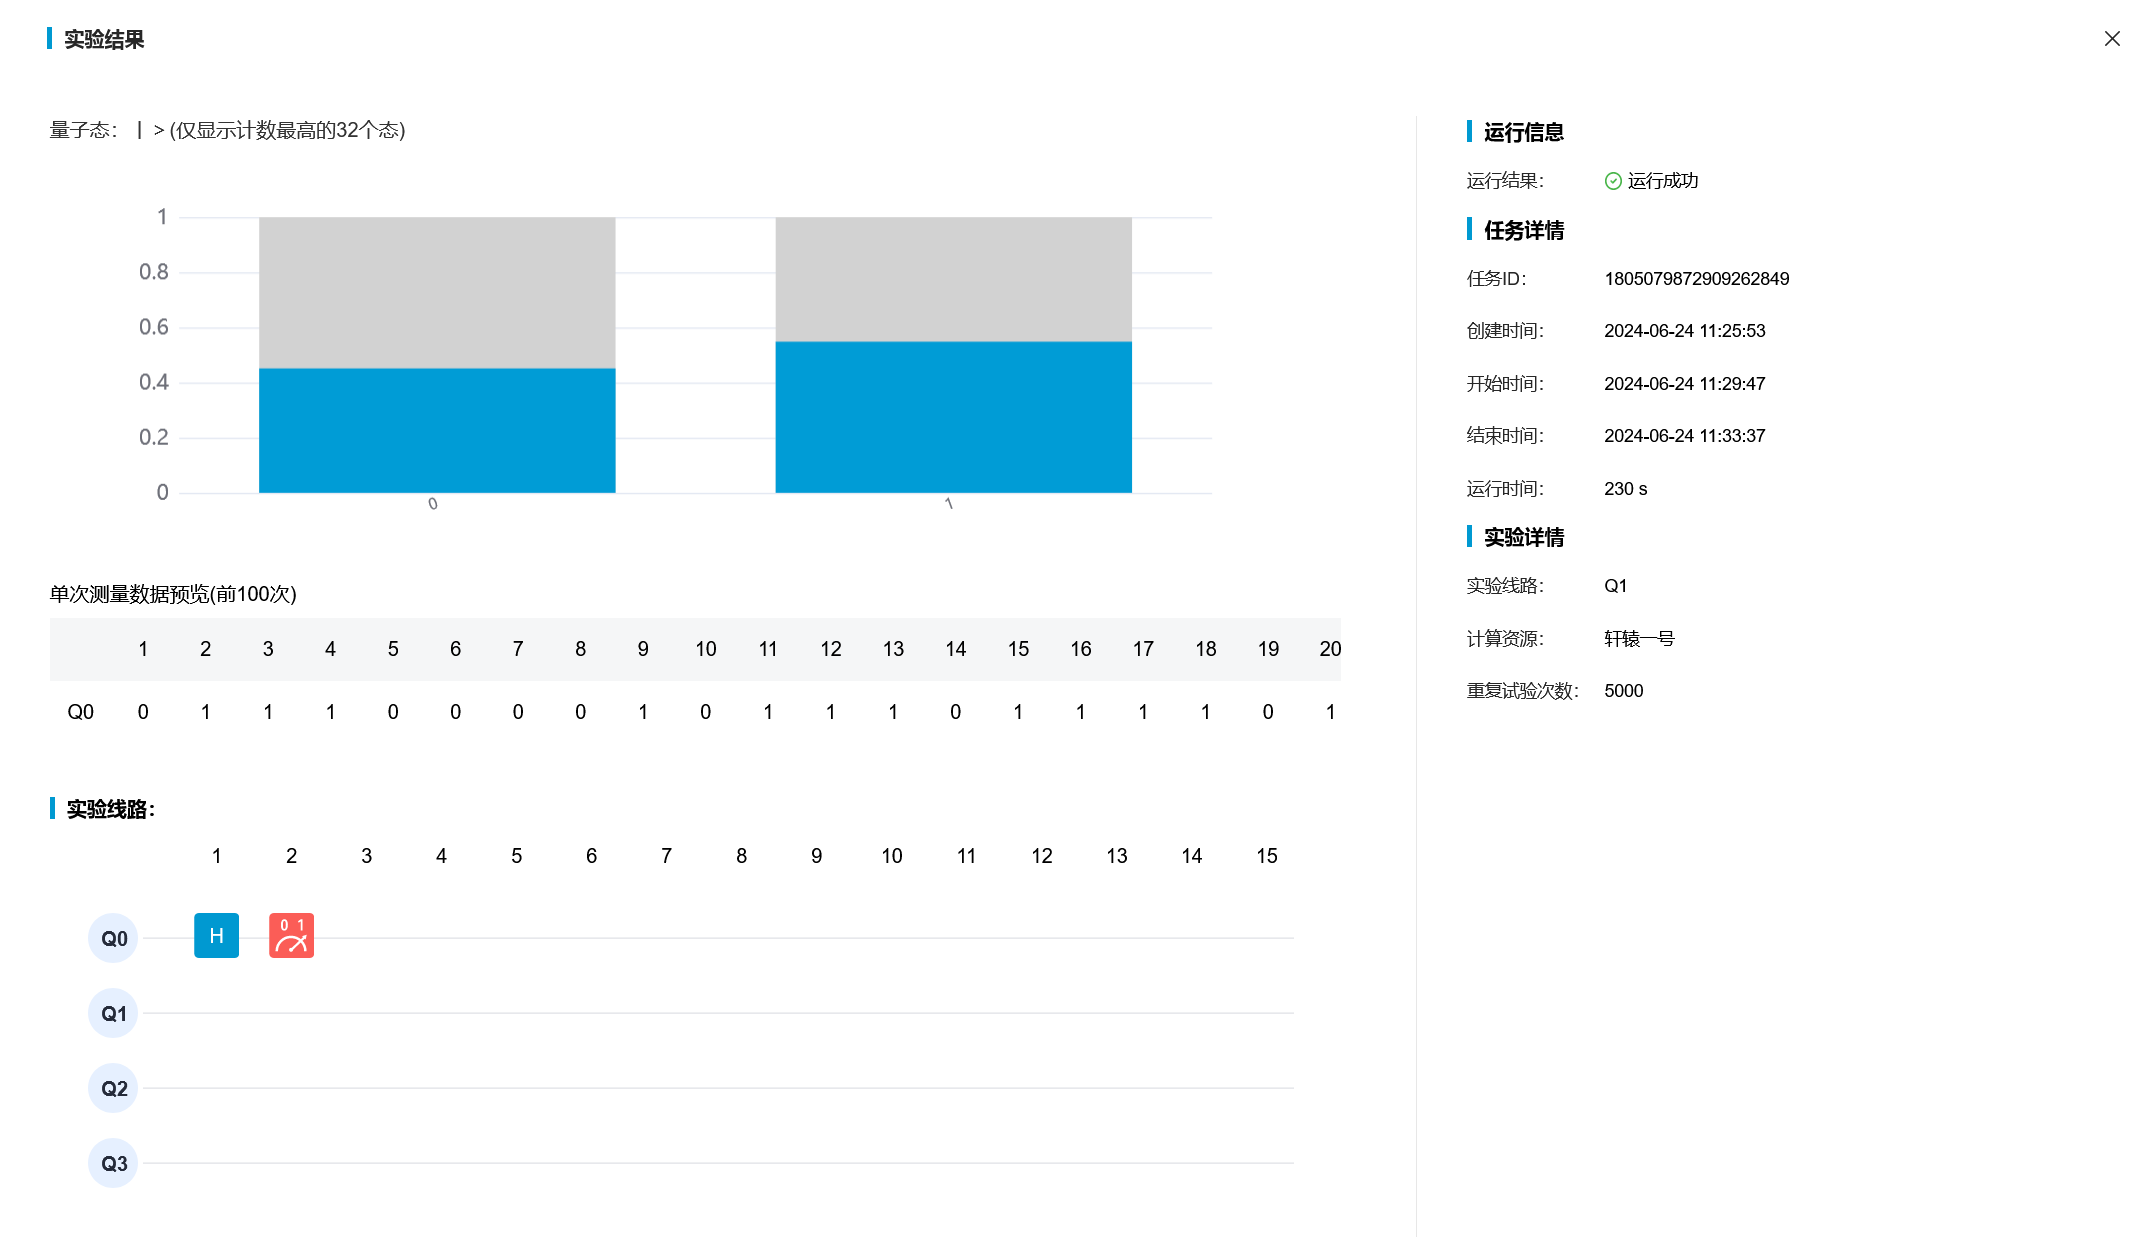 实验结果
量子态： | > (仅显示计数最高的32个态)
1
0.8
0.6
0.4
0.2
0
0 1
单次测量数据预览(前100次)
1 2 3 4 5 6 7 8 9 10 11 12 13 14 15 16 17 18 19 20
Q0 0 1 1 1 0 0 0 0 1 0 1 1 1 0 1 1 1 1 0 1
实验线路：
1 2 3 4 5 6 7 8 9 10 11 12 13 14 15
Q0 H 0 1
Q1
Q2
Q3
运行信息
运行结果： 运行成功
任务详情
任务ID： 1805079872909262849
创建时间： 2024-06-24 11:25:53
开始时间： 2024-06-24 11:29:47
结束时间： 2024-06-24 11:33:37
运行时间： 230 s
实验详情
实验线路： Q1
计算资源： 轩辕一号
重复试验次数： 5000